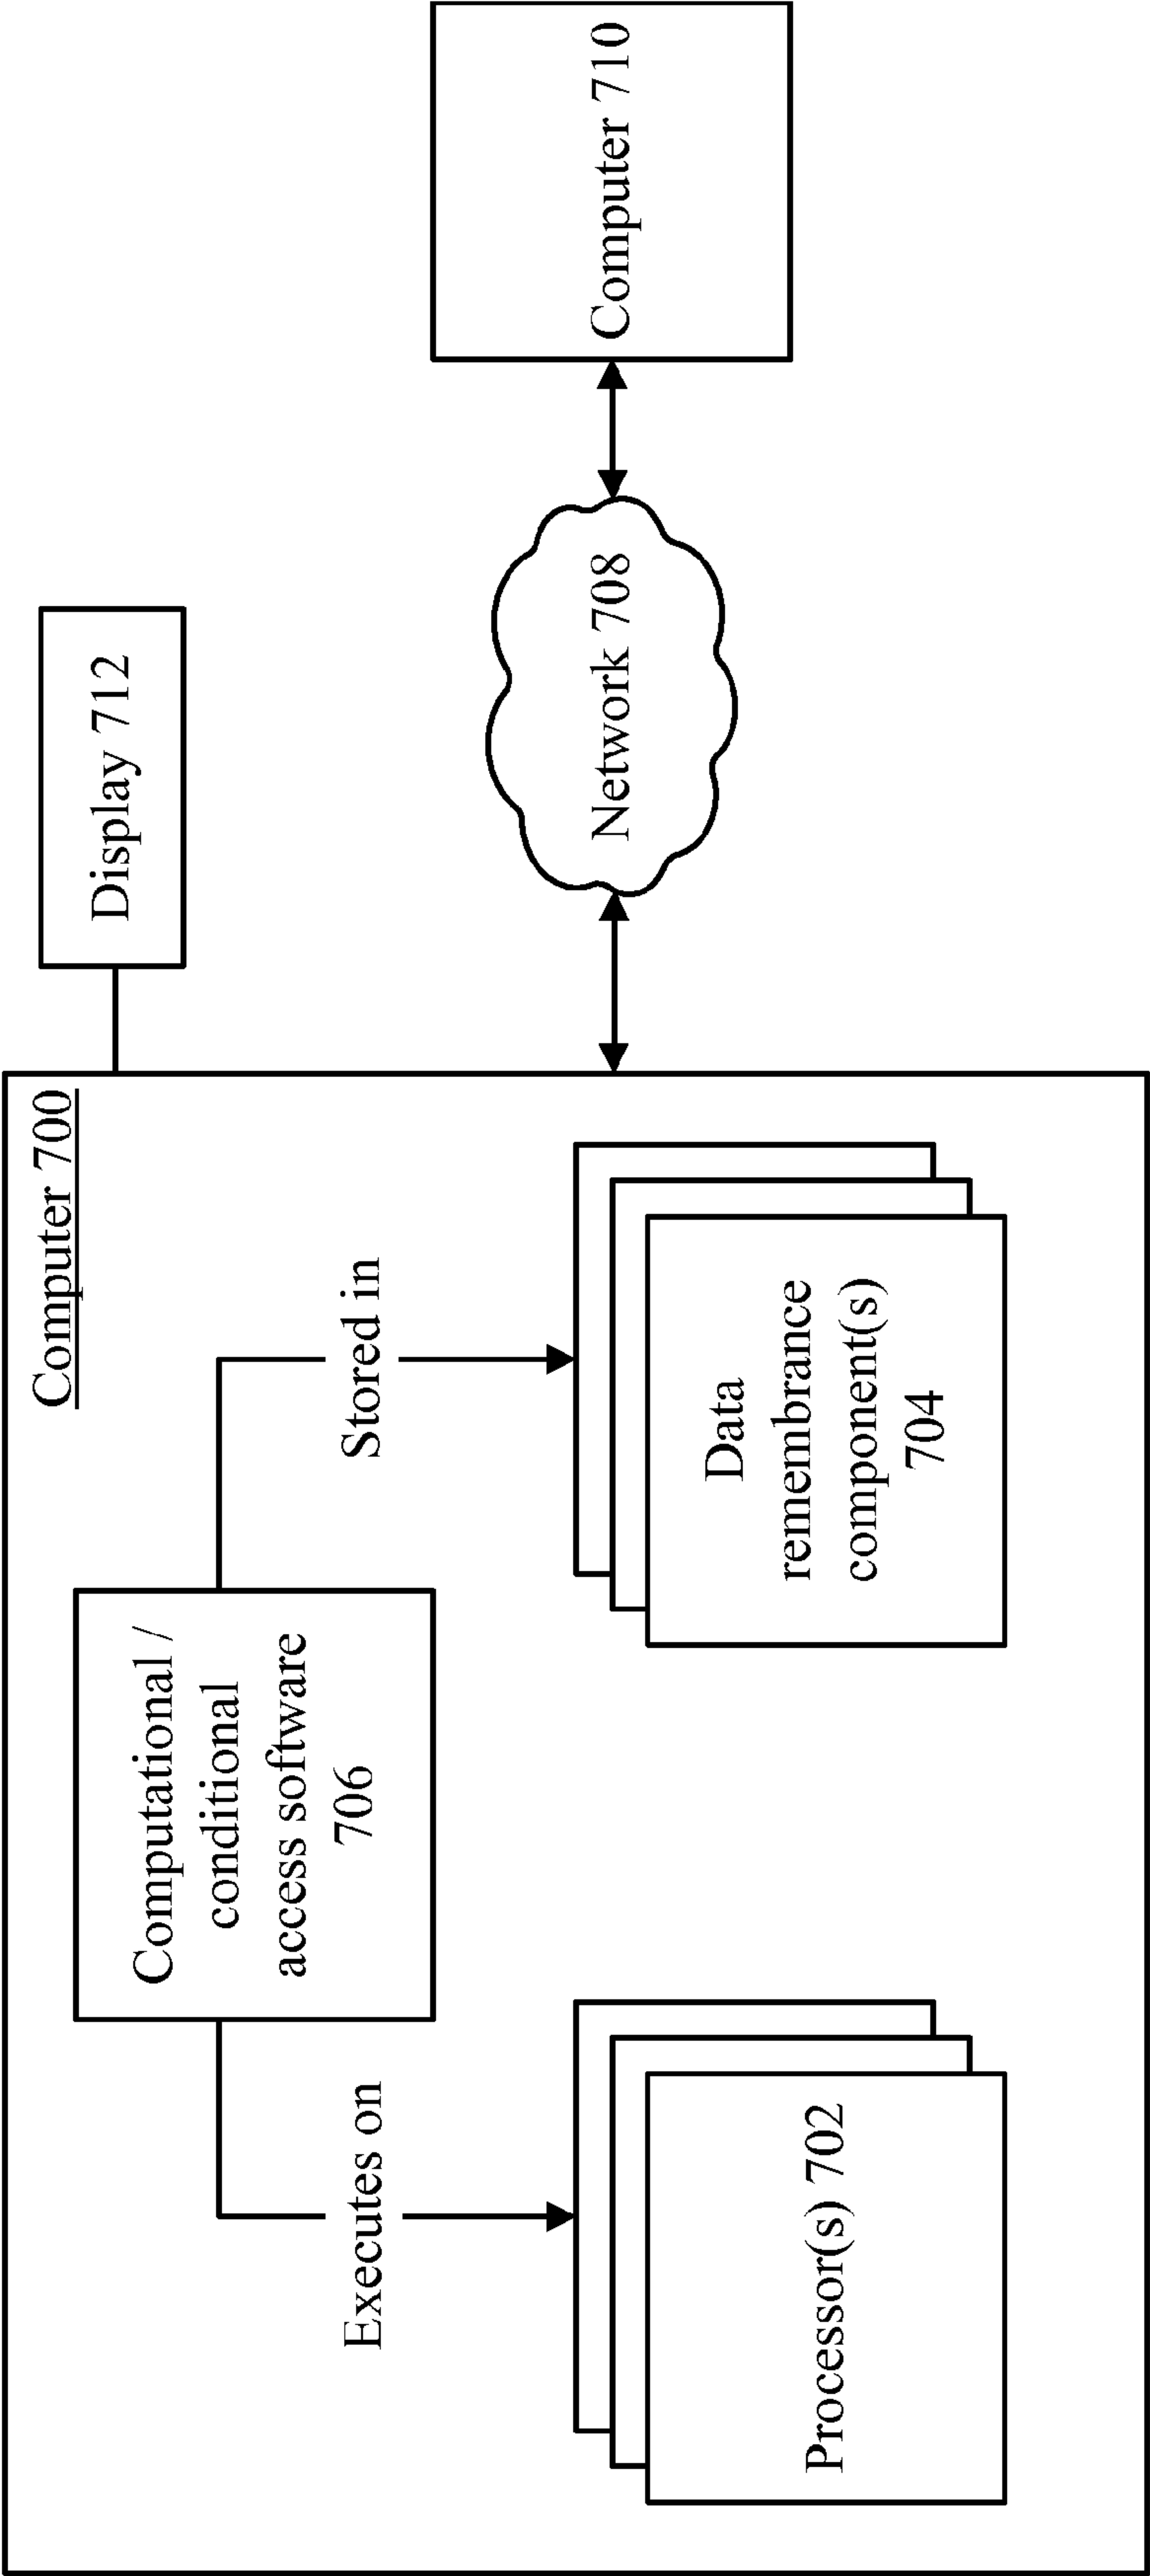 Computer 700
Computational /
conditional
access software
706
Executes on
Stored in
Processor(s) 702
Data
remembrance
component(s)
704
Display 712
Network 708
Computer 710